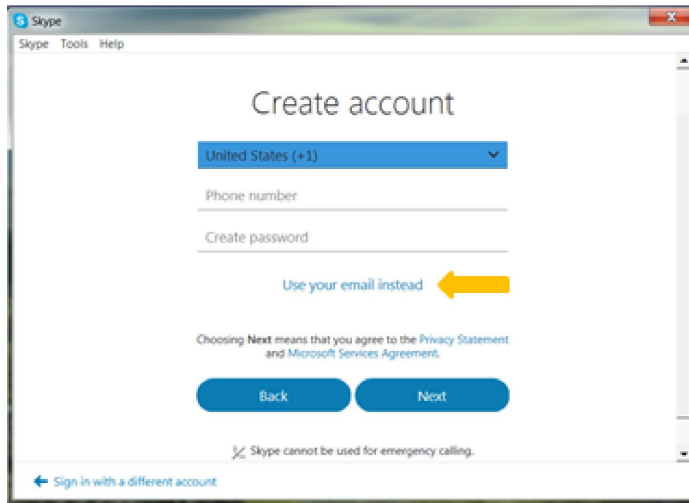 Skype
Skype Tools Help
Create account
United States (+1)
Phone number
Create password
Use your email instead
Choosing Next means that you agree to the Privacy Statement
and Microsoft Services Agreement.
Back Next
Skype cannot be used for emergency calling.
Sign in with a different account